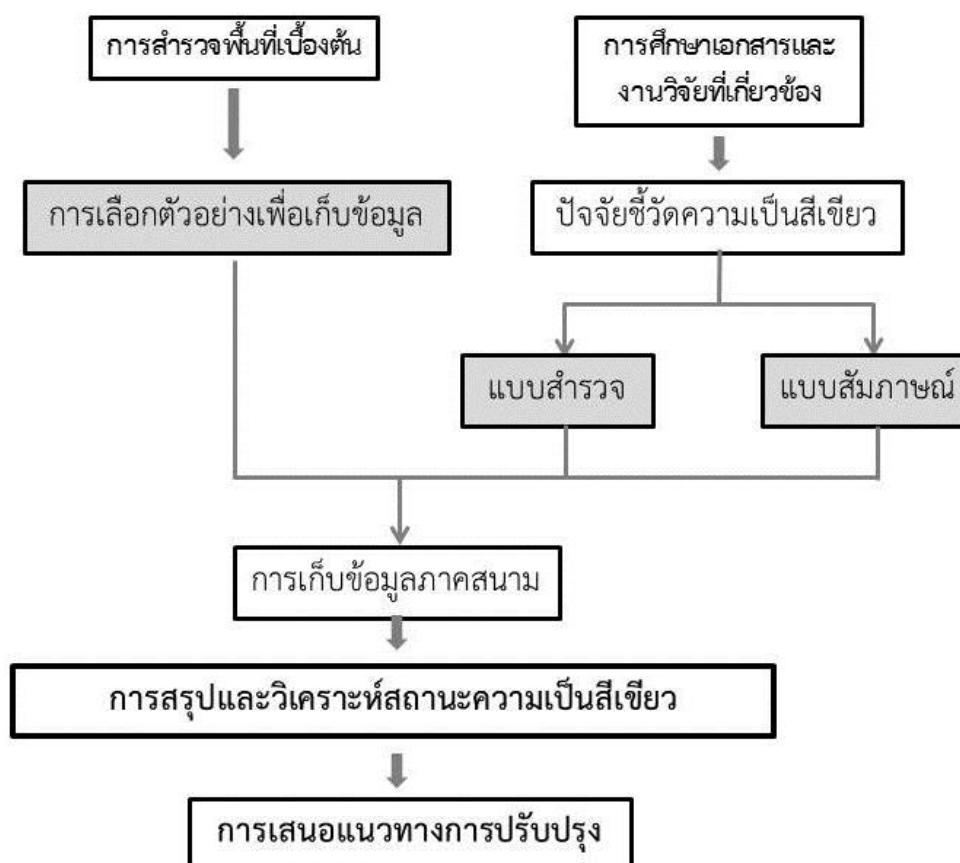 การสำรวจพื้นที่เบื้องต้น
การศึกษาเอกสารและ
งานวิจัยที่เกี่ยวข้อง
การเลือกตัวอย่างเพื่อเก็บข้อมูล
ปัจจัยชี้วัดความเป็นสีเขียว
แบบสำรวจ
แบบสัมภาษณ์
การเก็บข้อมูลภาคสนาม
การสรุปและวิเคราะห์สถานะความเป็นสีเขียว
การเสนอแนวทางการปรับปรุง